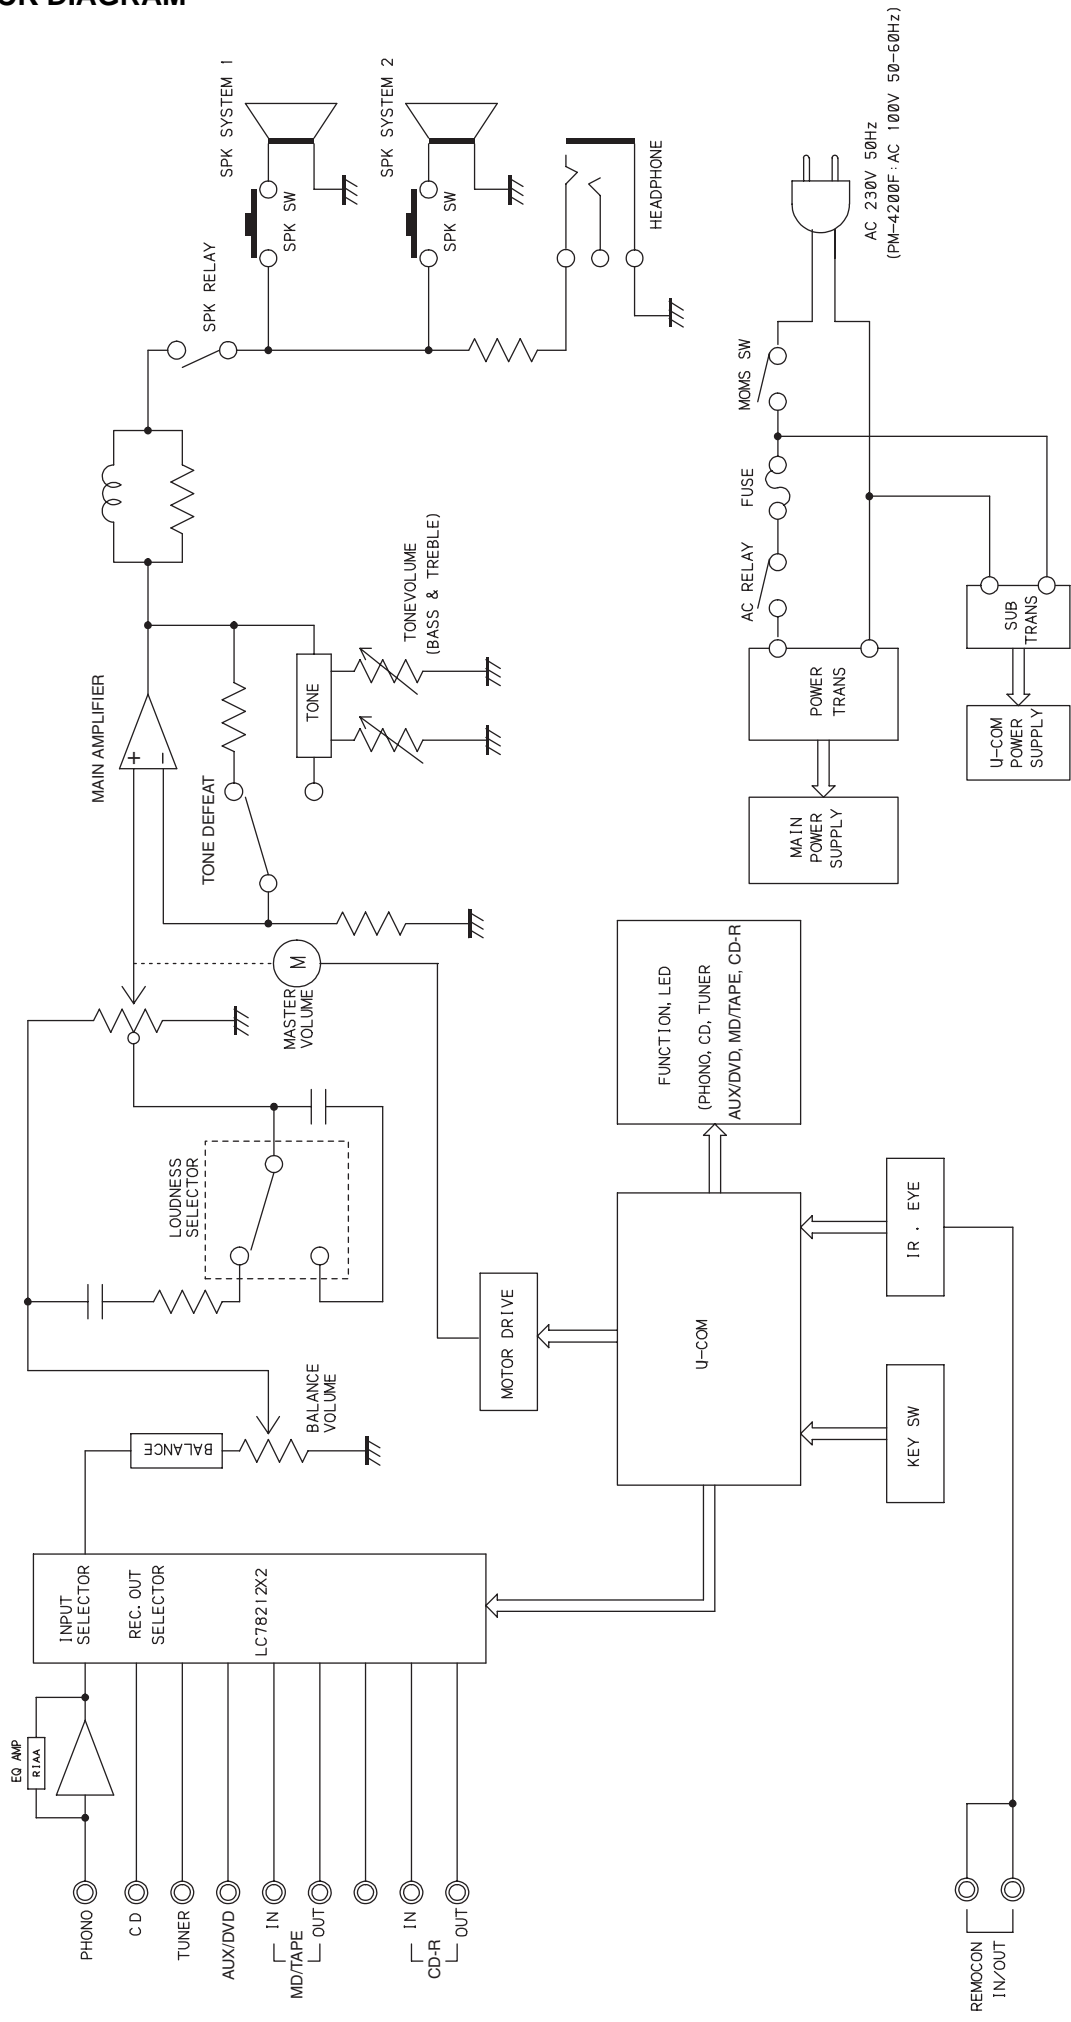 SPK SYSTEM 1
SPK SYSTEM 2
SPK SW
SPK SW
SPK RELAY
HEADPHONE
AC 230V 50Hz
(PM-4200F:AC 100V 50-60Hz)
MOMS SW
FUSE
AC RELAY
POWER
TRANS
SUB
TRANS
MAIN
POWER
SUPPLY
U-COM
POWER
SUPPLY
MAIN AMPLIFIER
+
−
TONE
TONEVOLUME
(BASS & TREBLE)
TONE DEFEAT
M
MASTER
VOLUME
LOUDNESS
SELECTOR
BALANCE
BALANCE
VOLUME
FUNCTION, LED
(PHONO, CD, TUNER
AUX/DVD, MD/TAPE, CD-R
MOTOR DRIVE
U-COM
IR . EYE
KEY SW
INPUT
SELECTOR
REC. OUT
SELECTOR
LC78212X2
EQ AMP
RIAA
PHONO
CD
TUNER
AUX/DVD
IN
MD/TAPE
OUT
IN
CD-R
OUT
REMOCON
IN/OUT